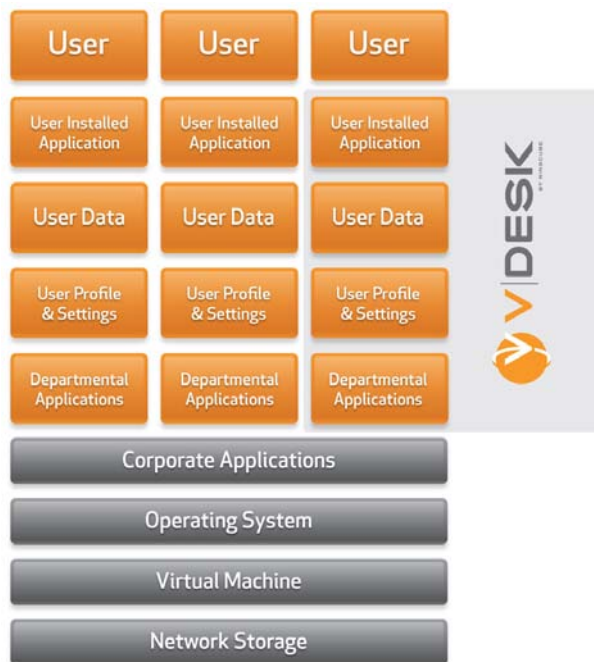 User User User
User Installed User Installed User Installed
Application Application Application
User Data User Data User Data
User Profile User Profile User Profile
& Settings & Settings & Settings
Departmental Departmental Departmental
Applications Applications Applications
Corporate Applications
Operating System
Virtual Machine
Network Storage
V|DESK